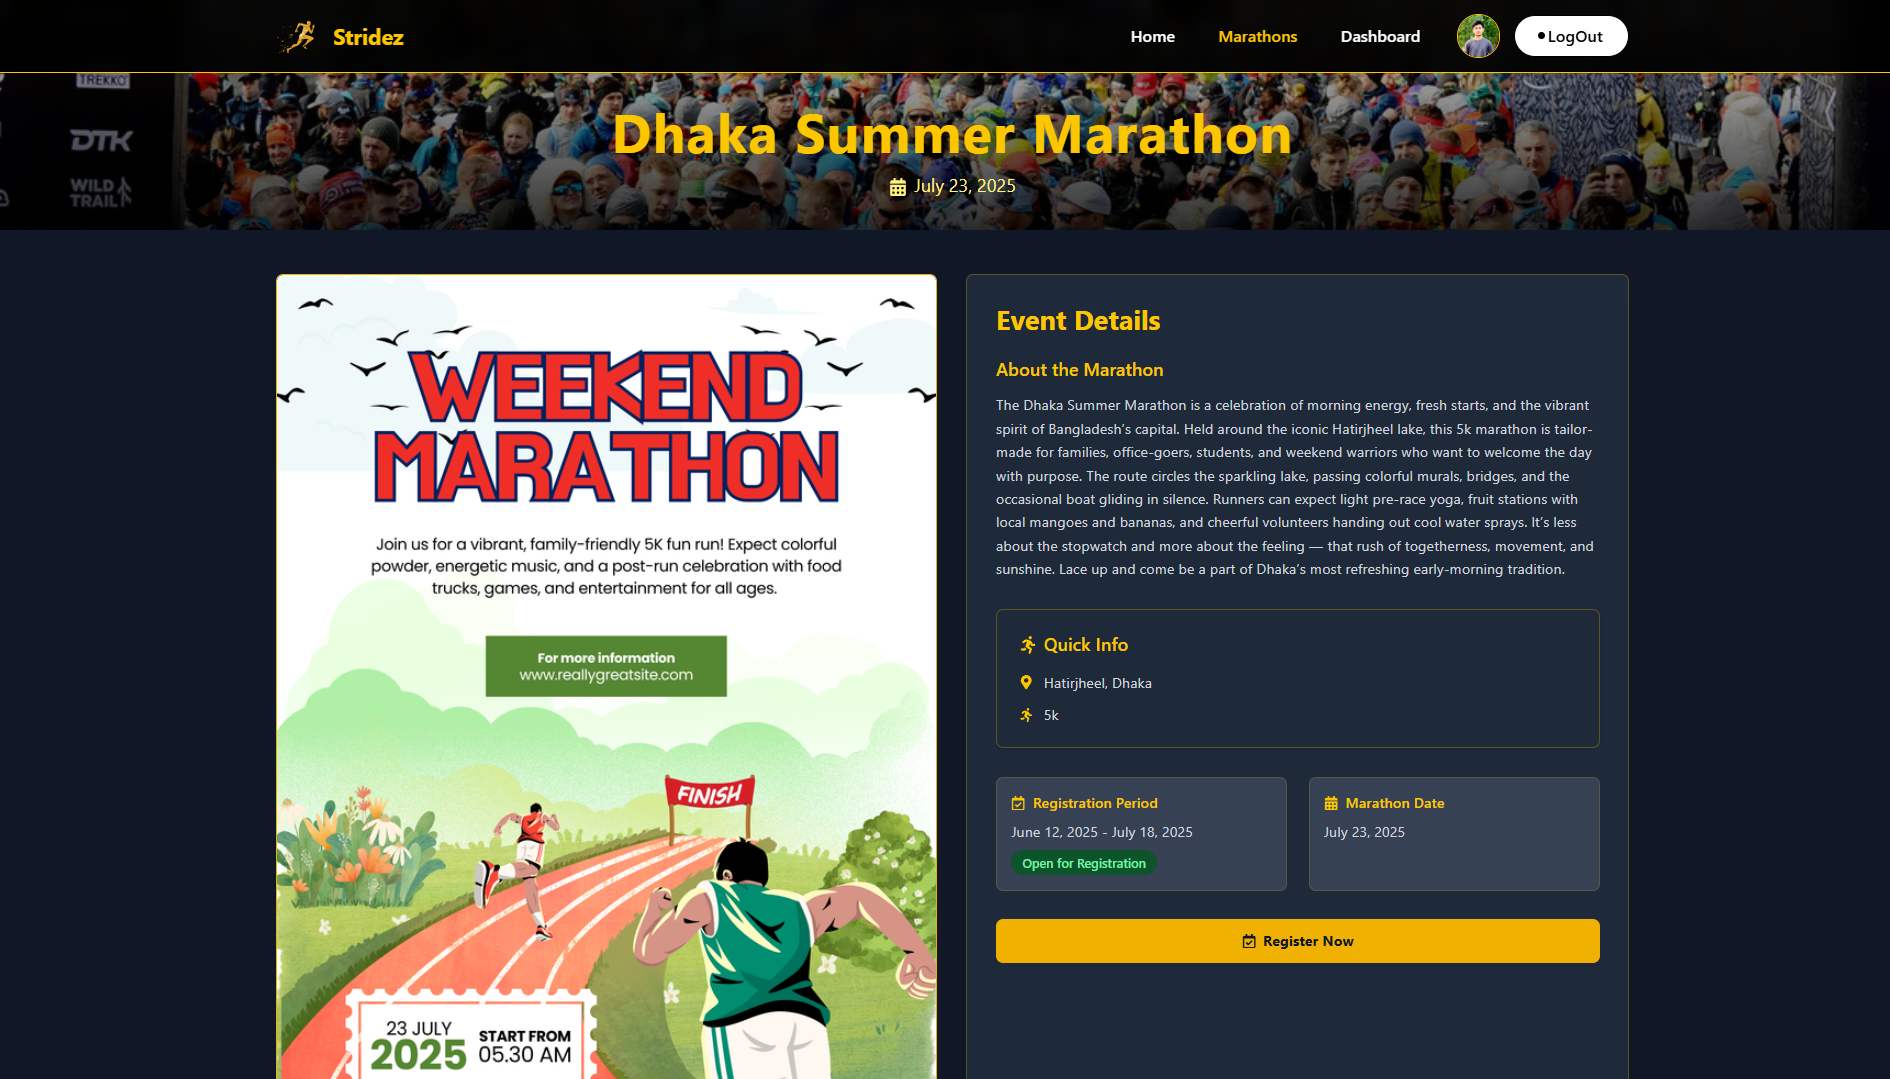 Stridez
Home
Marathons
Dashboard
LogOut
TREKKO
DTK
WILD
TRAIL
Dhaka Summer Marathon
July 23, 2025
WEEKEND
MARATHON
Join us for a vibrant, family-friendly 5K fun run! Expect colorful
powder, energetic music, and a post-run celebration with food
trucks, games, and entertainment for all ages.
For more information
www.reallygreatsite.com
FINISH
23 JULY
2025
START FROM
05.30 AM
Event Details
About the Marathon
The Dhaka Summer Marathon is a celebration of morning energy, fresh starts, and the vibrant
spirit of Bangladesh’s capital. Held around the iconic Hatirjheel lake, this 5k marathon is tailor-
made for families, office-goers, students, and weekend warriors who want to welcome the day
with purpose. The route circles the sparkling lake, passing colorful murals, bridges, and the
occasional boat gliding in silence. Runners can expect light pre-race yoga, fruit stations with
local mangoes and bananas, and cheerful volunteers handing out cool water sprays. It’s less
about the stopwatch and more about the feeling — that rush of togetherness, movement, and
sunshine. Lace up and come be a part of Dhaka’s most refreshing early-morning tradition.
Quick Info
Hatirjheel, Dhaka
5k
Registration Period
June 12, 2025 - July 18, 2025
Open for Registration
Marathon Date
July 23, 2025
Register Now